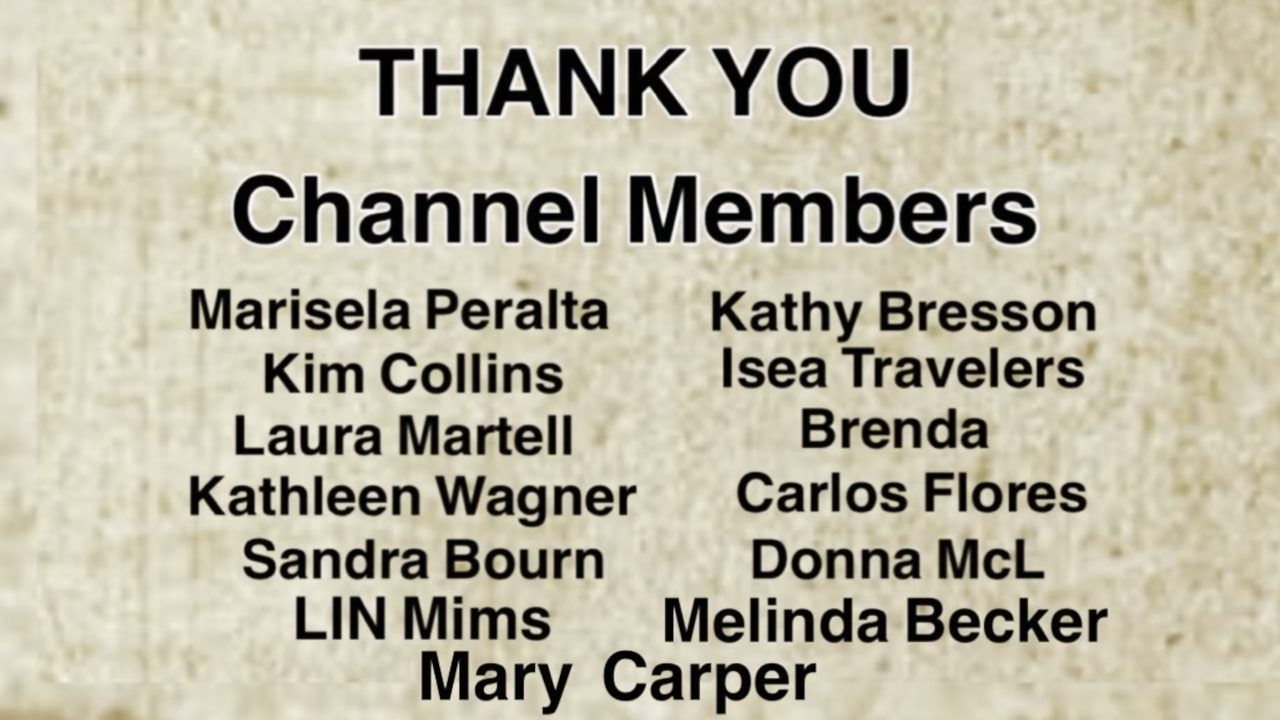 THANK YOU
Channel Members
Marisela Peralta
Kim Collins
Laura Martell
Kathleen Wagner
Sandra Bourn
LIN Mims
Kathy Bresson
Isea Travelers
Brenda
Carlos Flores
Donna McL
Melinda Becker
Mary Carper